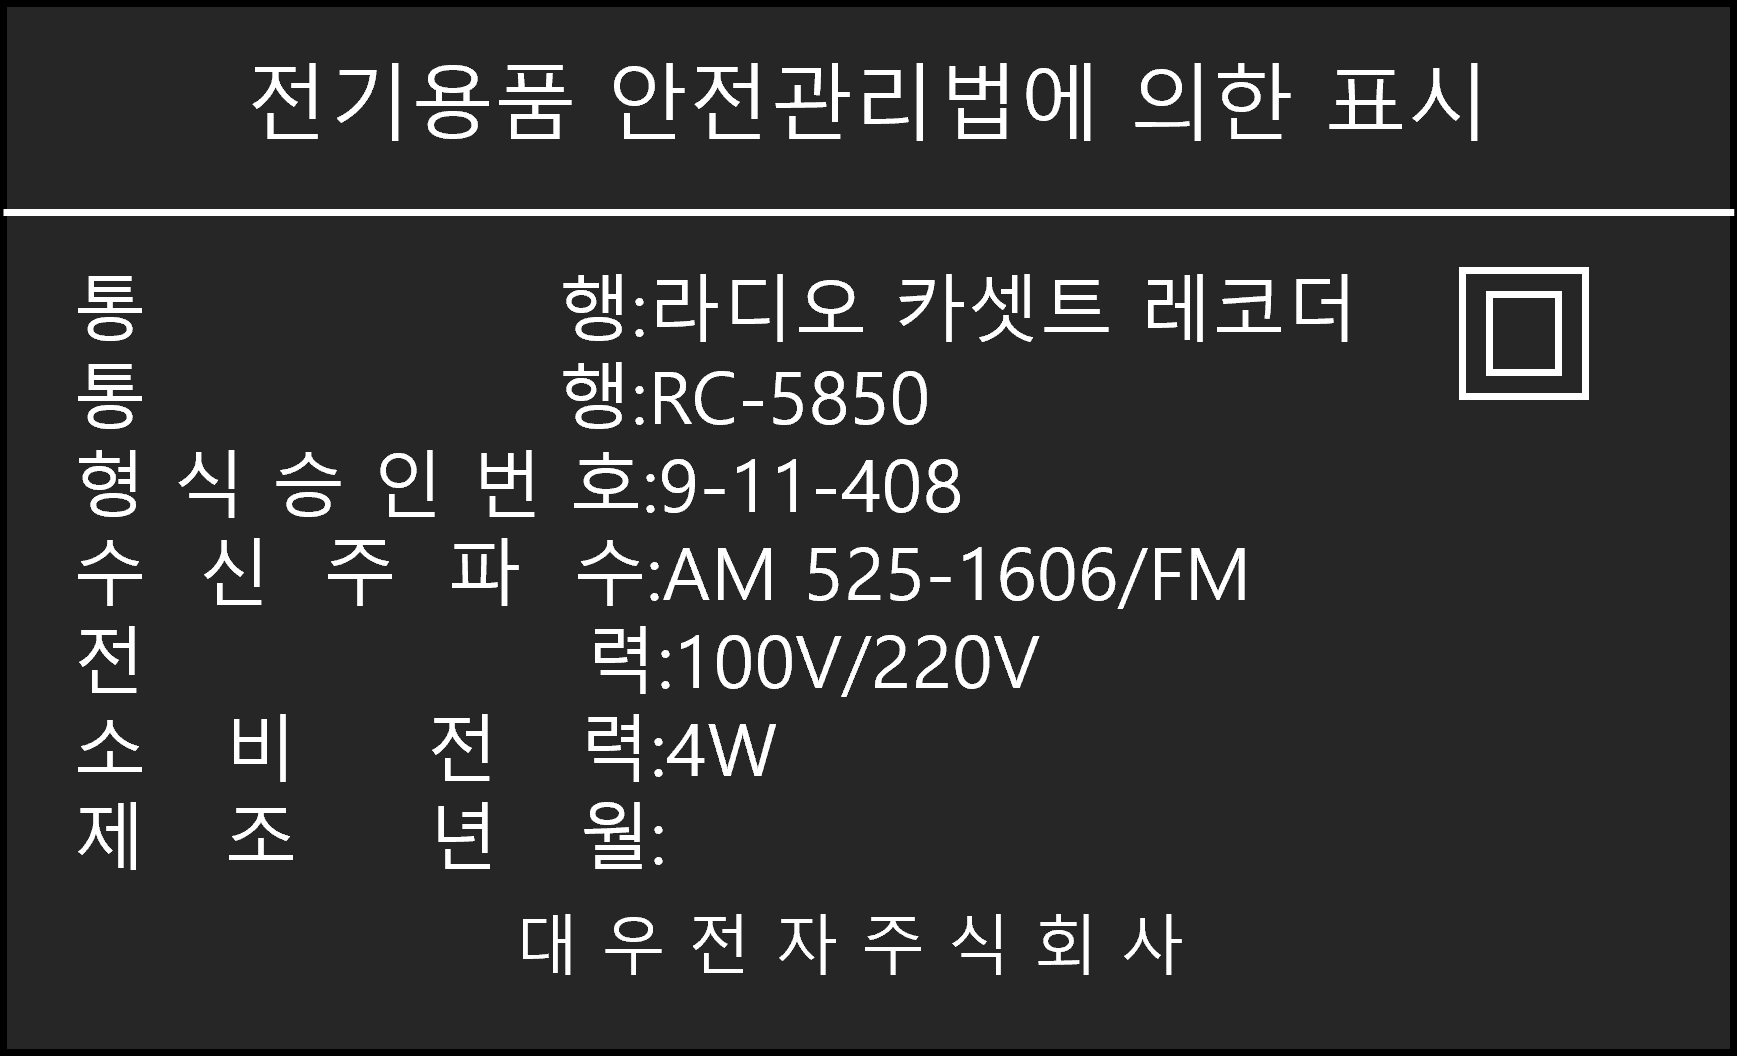 전기용품 안전관리법에 의한 표시
통 행:라디오 카셋트 레코더
통 행:RC-5850
형 식 승 인 번 호:9-11-408
수 신 주 파 수:AM 525-1606/FM
전 력:100V/220V
소 비 전 력:4W
제 조 년 월:
대 우 전 자 주 식 회 사